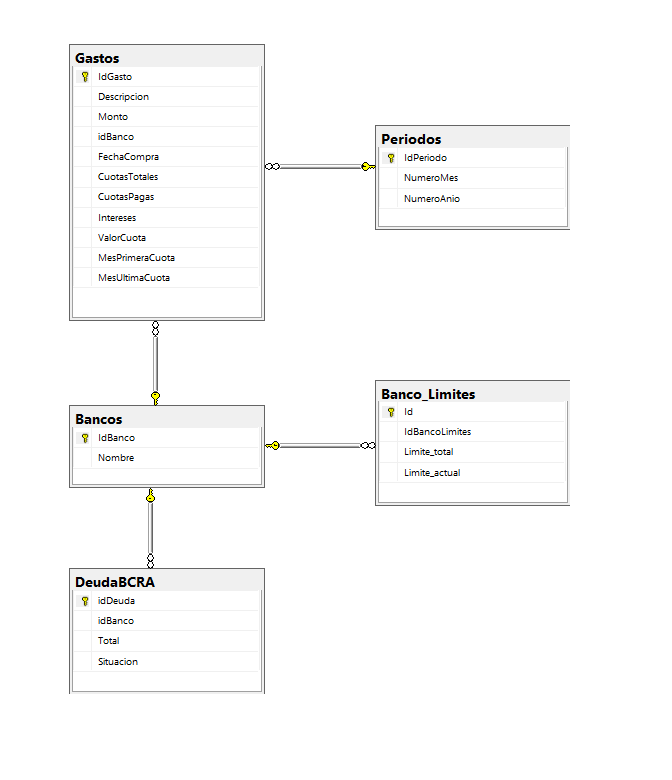 Gastos
IdGasto
Descripcion
Monto
idBanco
FechaCompra
CuotasTotales
CuotasPagas
Intereses
ValorCuota
MesPrimeraCuota
MesUltimaCuota
Periodos
IdPeriodo
NumeroMes
NumeroAnio
Bancos
IdBanco
Nombre
Banco_Limites
Id
IdBancoLimites
Limite_total
Limite_actual
DeudaBCRA
idDeuda
idBanco
Total
Situacion